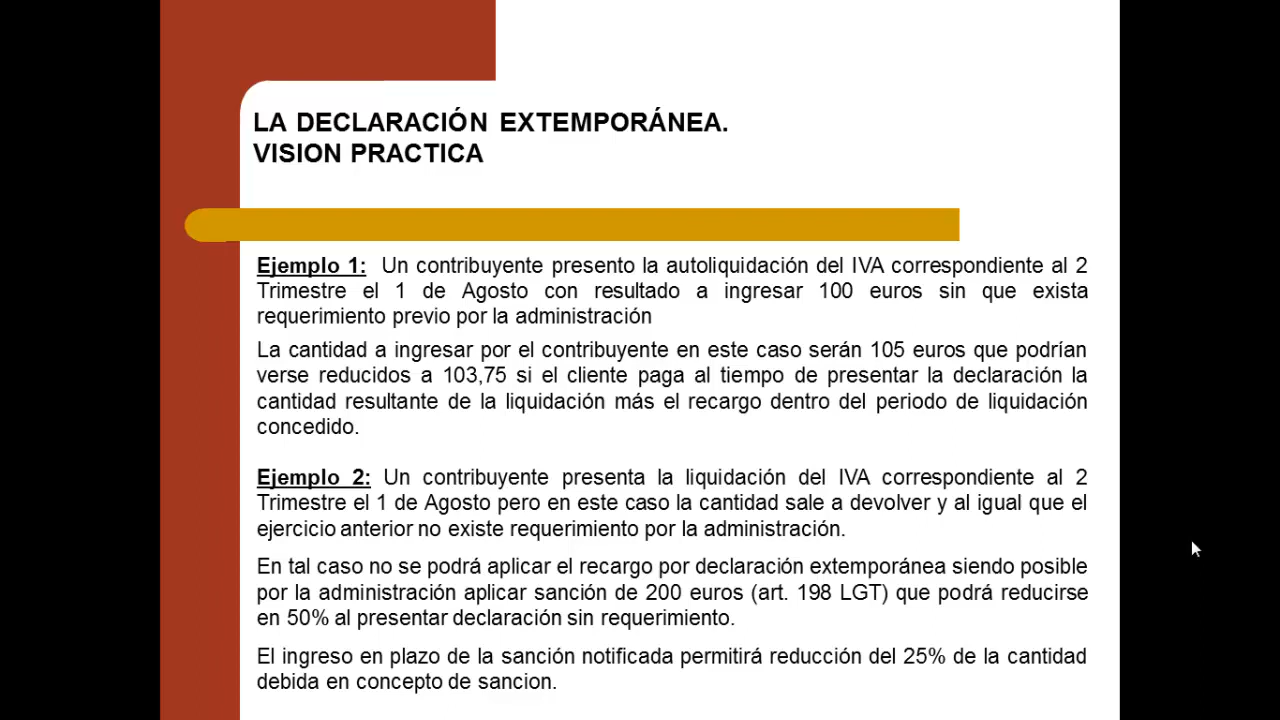 LA DECLARACIÓN EXTEMPORÁNEA.
VISION PRACTICA
Ejemplo 1: Un contribuyente presento la autoliquidación del IVA correspondiente al 2
Trimestre el 1 de Agosto con resultado a ingresar 100 euros sin que exista
requerimiento previo por la administración
La cantidad a ingresar por el contribuyente en este caso serán 105 euros que podrían
verse reducidos a 103,75 si el cliente paga al tiempo de presentar la declaración la
cantidad resultante de la liquidación más el recargo dentro del periodo de liquidación
concedido.
Ejemplo 2: Un contribuyente presenta la liquidación del IVA correspondiente al 2
Trimestre el 1 de Agosto pero en este caso la cantidad sale a devolver y al igual que el
ejercicio anterior no existe requerimiento por la administración.
En tal caso no se podrá aplicar el recargo por declaración extemporánea siendo posible
por la administración aplicar sanción de 200 euros (art. 198 LGT) que podrá reducirse
en 50% al presentar declaración sin requerimiento.
El ingreso en plazo de la sanción notificada permitirá reducción del 25% de la cantidad
debida en concepto de sancion.